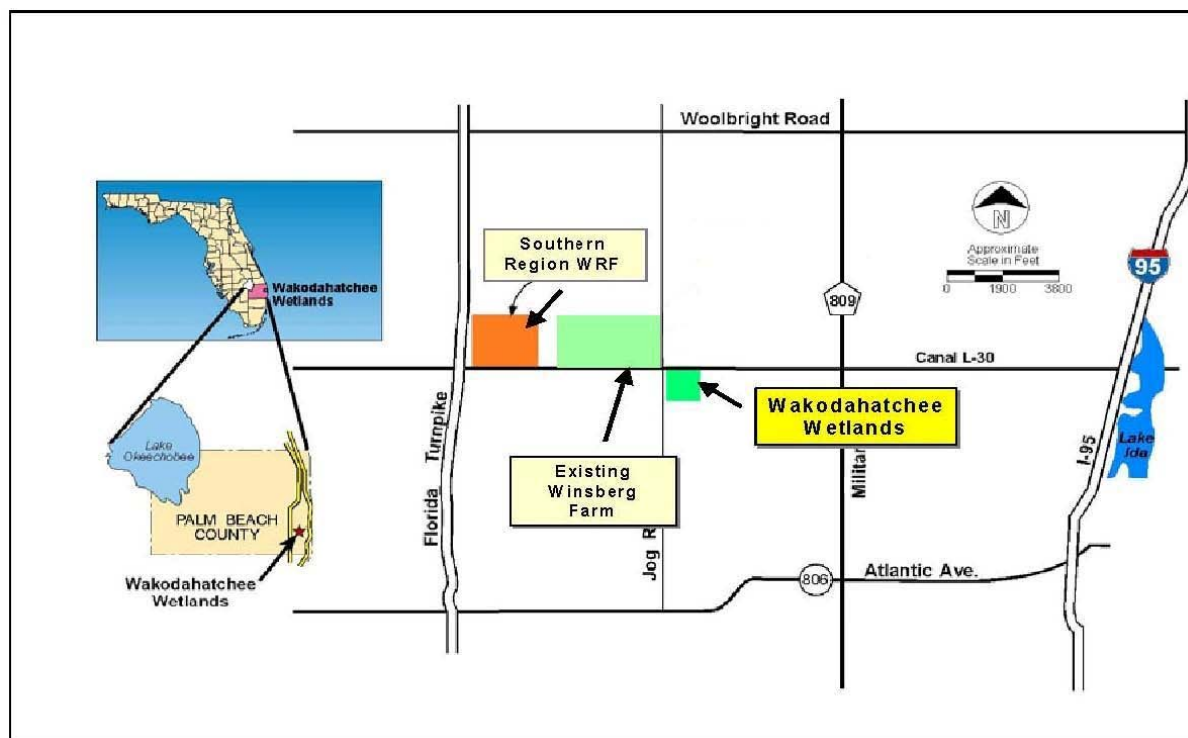 Woolbright Road
Southern
Region WRF
N
Approximate
Scale in Feet
0 1900 3800
95
Wakodahatchee
Wetlands
809
Canal L-30
Wakodahatchee
Wetlands
Lake
Okeechobee
Lake
Ida
Florida Turnpike
Existing
Winsberg
Farm
Jog R
Militar
I-95
PALM BEACH
COUNTY
Wakodahatchee
Wetlands
806
Atlantic Ave.